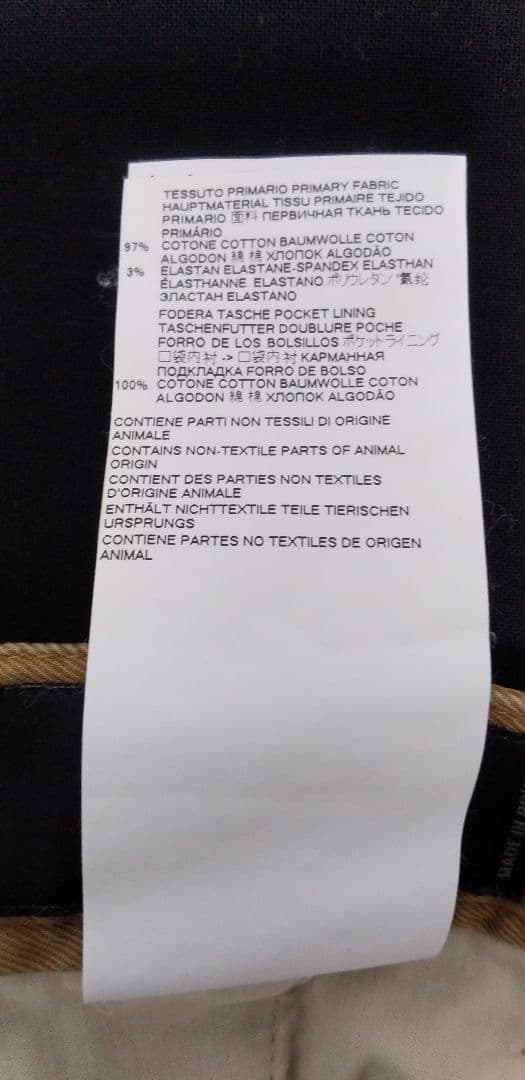 TESSUTO PRIMARIO PRIMARY FABRIC
HAUPTMATERIAL TISSU PRIMAIRE TEJIDO
PRIMARIO 面料 ПЕРВИЧНАЯ ТКАНЬ TECIDO
PRIMÁRIO
97% COTONE COTTON BAUMWOLLE COTON
ALGODON 綿 棉 ХЛОПОК ALGODÃO
3% ELASTAN ELASTANE-SPANDEX ELASTHAN
ÉLASTHANNE ELASTANO ポリウレタン 氨纶
ЭЛАСТАН ELASTANO
FODERA TASCHE POCKET LINING
TASCHENFUTTER DOUBLURE POCHE
FORRO DE LOS BOLSILLOS ポケットライニング
口袋内衬 -> 口袋内衬 КАРМАННАЯ
ПОДКЛАДКА FORRO DE BOLSO
100% COTONE COTTON BAUMWOLLE COTON
ALGODON 綿 棉 ХЛОПОК ALGODÃO
CONTIENE PARTI NON TESSILI DI ORIGINE
ANIMALE
CONTAINS NON-TEXTILE PARTS OF ANIMAL
ORIGIN
CONTIENT DES PARTIES NON TEXTILES
D'ORIGINE ANIMALE
ENTHÄLT NICHTTEXTILE TEILE TIERISCHEN
URSPRUNGS
CONTIENE PARTES NO TEXTILES DE ORIGEN
ANIMAL
MADE IN